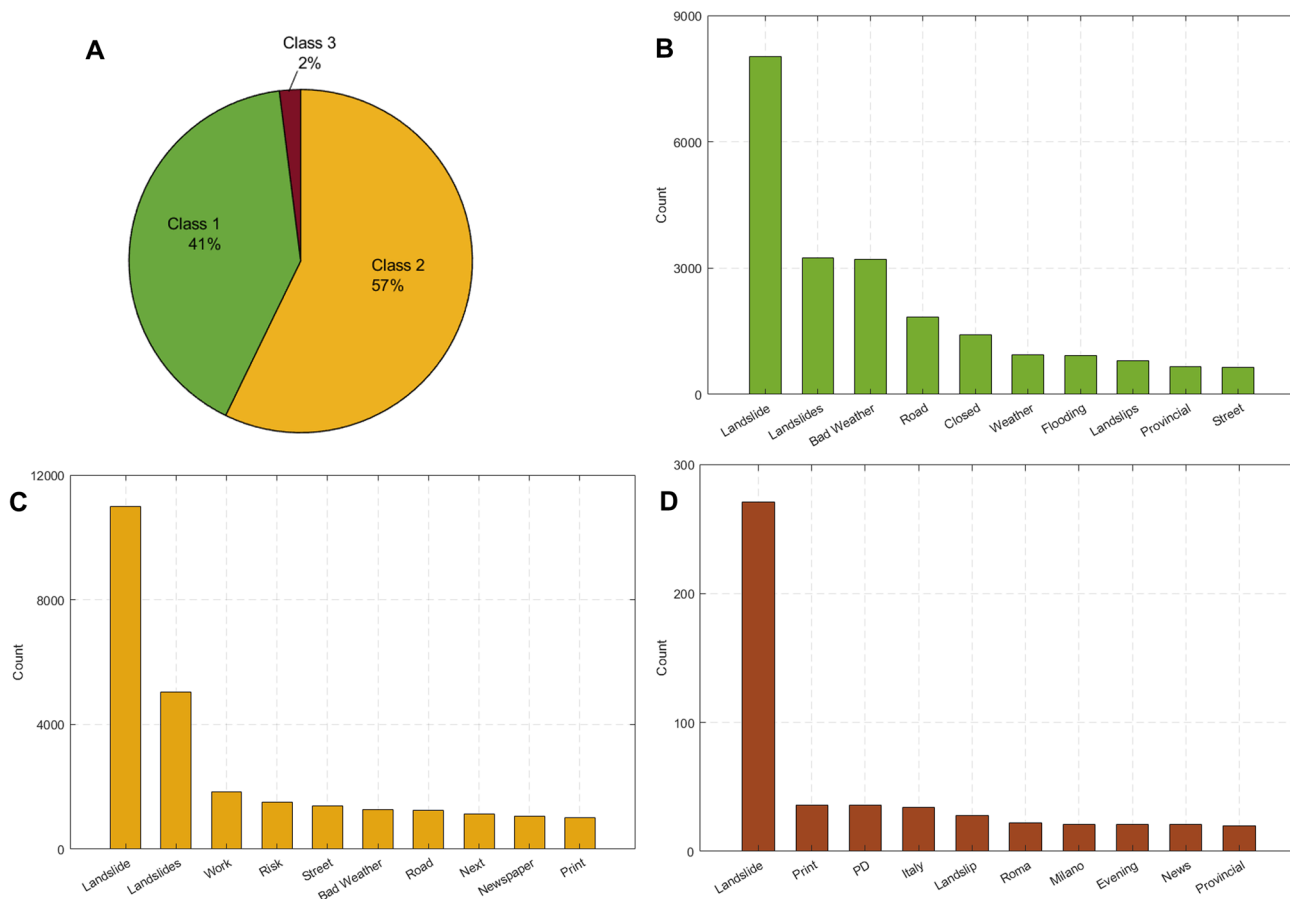 A
Class 3
2%
Class 1
41%
Class 2
57%
B
Count
9000
6000
3000
0
Landslide
Landslides
Bad Weather
Road
Closed
Weather
Flooding
Landslips
Provincial
Street
C
Count
12000
8000
4000
0
Landslide
Landslides
Work
Risk
Street
Bad Weather
Road
Next
Newspaper
Print
D
Count
300
200
100
0
Landslide
Print
PD
Italy
Landslip
Roma
Milano
Evening
News
Provincial